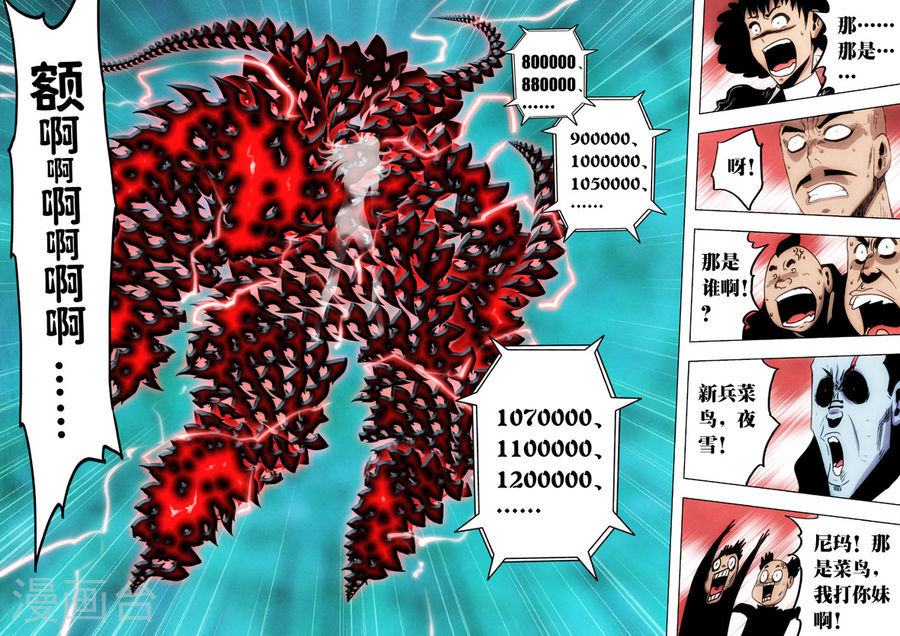 额啊啊啊啊啊啊……
800000、
880000、
……
900000、
1000000、
1050000、
……
1070000、
1100000、
1200000、
……
那……
那是…
…
呀！
那是
谁啊！
？
新兵菜
鸟，夜
雪！
尼玛！那
是菜鸟，
我打你妹
啊！
漫画台